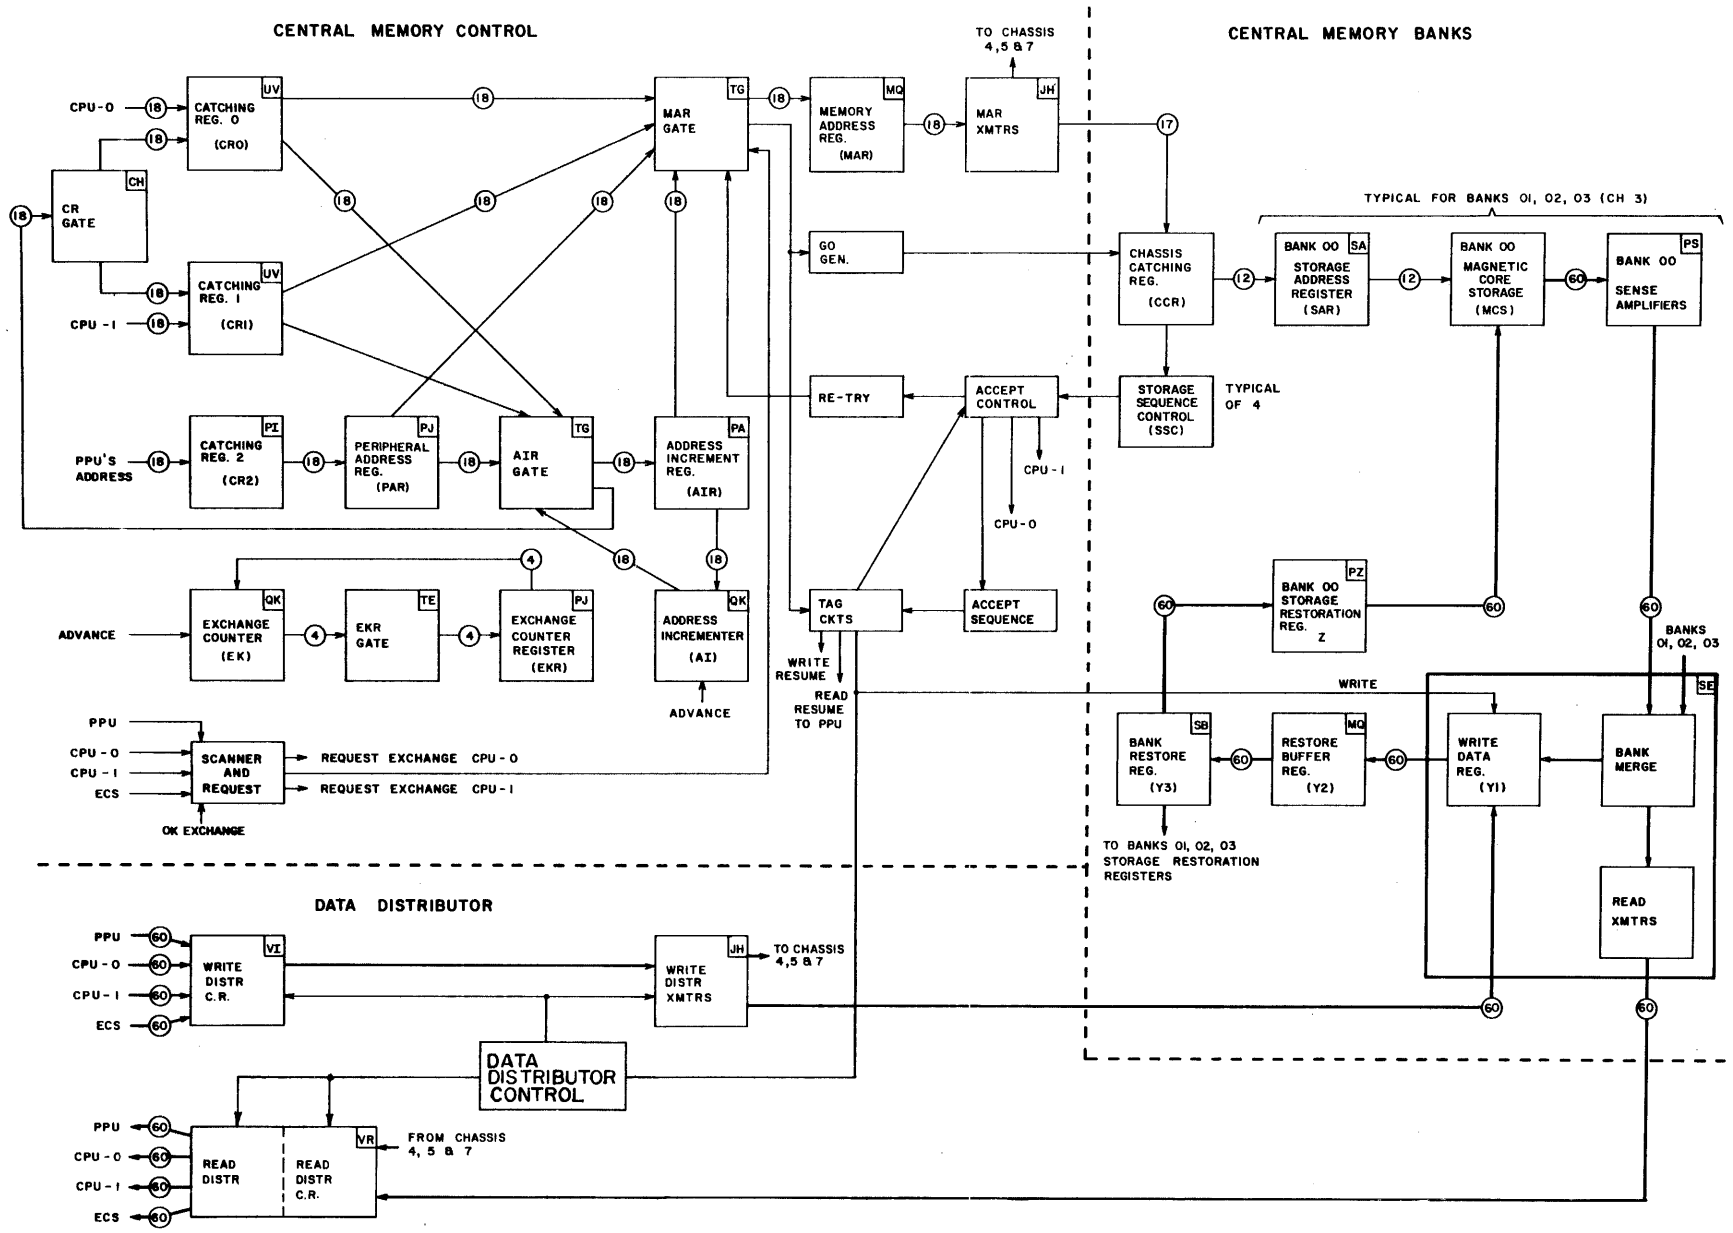 CENTRAL MEMORY CONTROL
TO CHASSIS
4,5 & 7
CENTRAL MEMORY BANKS
CPU-0
18
18
CATCHING
REG. 0
(CR0)
UV
18
MAR
GATE
TG
18
MEMORY
ADDRESS
REG.
(MAR)
MQ
18
MAR
XMTRS
JH
17
18
CR
GATE
CH
18
18
18
18
TYPICAL FOR BANKS 01, 02, 03 (CH 3)
CATCHING
REG. 1
(CR1)
UV
18
CPU-1
18
GO
GEN.
CHASSIS
CATCHING
REG.
(CCR)
12
BANK 00
STORAGE
ADDRESS
REGISTER
(SAR)
SA
12
BANK 00
MAGNETIC
CORE
STORAGE
(MCS)
60
BANK 00
SENSE
AMPLIFIERS
PS
RE-TRY
ACCEPT
CONTROL
STORAGE
SEQUENCE
CONTROL
(SSC)
TYPICAL
OF 4
PPU'S
ADDRESS
18
CATCHING
REG. 2
(CR2)
PI
18
PERIPHERAL
ADDRESS
REG.
(PAR)
PJ
18
AIR
GATE
TG
18
ADDRESS
INCREMENT
REG.
(AIR)
PA
CPU-1
CPU-0
4
18
18
ADVANCE
EXCHANGE
COUNTER
(EK)
QK
4
EKR
GATE
TE
4
EXCHANGE
COUNTER
REGISTER
(EKR)
PJ
ADDRESS
INCREMENTER
(AI)
QK
ADVANCE
TAG
CKTS
ACCEPT
SEQUENCE
WRITE
RESUME
READ
RESUME
TO PPU
60
BANK 00
STORAGE
RESTORATION
REG.
Z
PZ
60
60
BANKS
01, 02, 03
WRITE
SE
BANK
RESTORE
REG.
(Y3)
SB
60
RESTORE
BUFFER
REG.
(Y2)
MQ
60
WRITE
DATA
REG.
(Y1)
BANK
MERGE
PPU
CPU-0
CPU-1
ECS
SCANNER
AND
REQUEST
REQUEST EXCHANGE CPU-0
REQUEST EXCHANGE CPU-1
OK EXCHANGE
TO BANKS 01, 02, 03
STORAGE RESTORATION
REGISTERS
READ
XMTRS
DATA DISTRIBUTOR
PPU
60
CPU-0
60
CPU-1
60
ECS
60
WRITE
DISTR
C.R.
VI
WRITE
DISTR
XMTRS
JH
TO CHASSIS
4,5 & 7
60
60
DATA
DISTRIBUTOR
CONTROL
PPU
60
CPU-0
60
CPU-1
60
ECS
60
READ
DISTR
READ
DISTR
C.R.
VR
FROM CHASSIS
4, 5 & 7